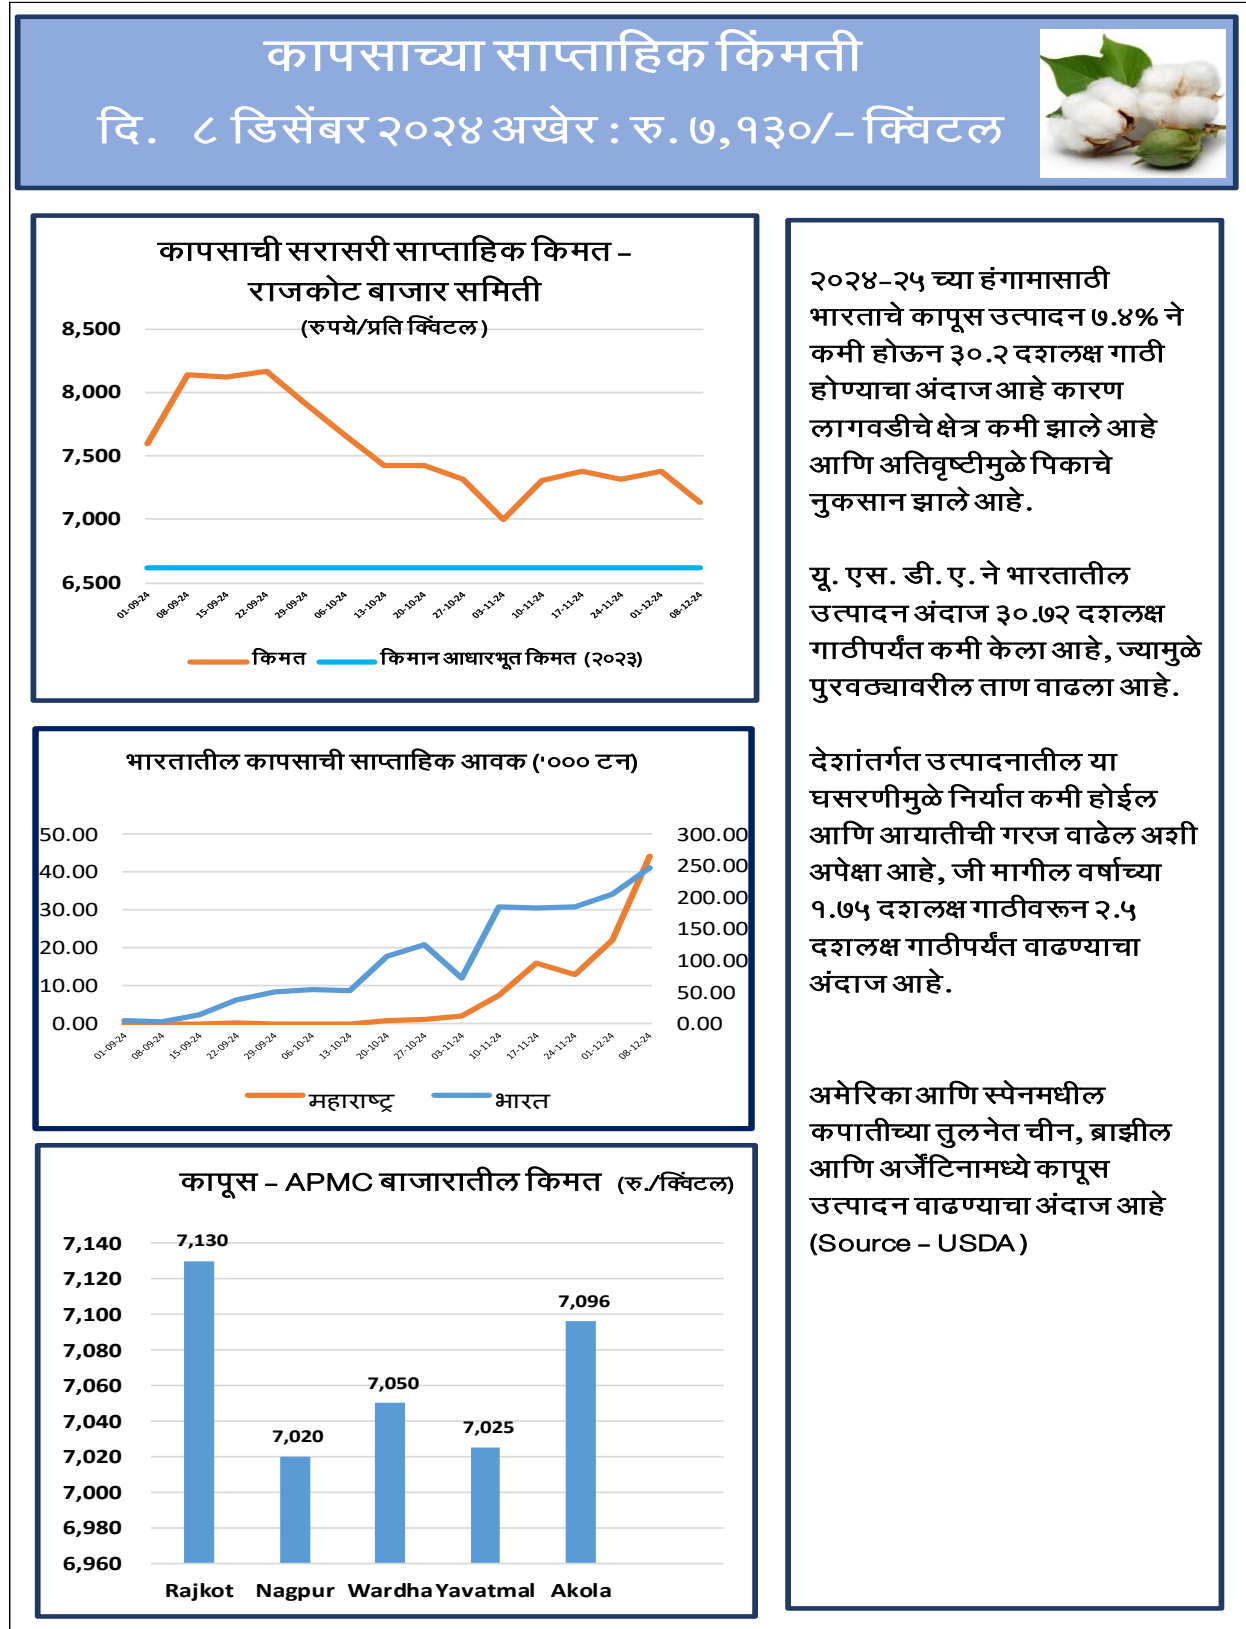 कापसाच्या साप्ताहिक किंमती
दि. ८ डिसेंबर २०२४ अखेर : रु. ७,१३०/- क्विंटल
कापसाची सरासरी साप्ताहिक किमत –
राजकोट बाजार समिती
(रुपये/प्रति क्विंटल)
8,500
8,000
7,500
7,000
6,500
01-09-24
08-09-24
15-09-24
22-09-24
29-09-24
06-10-24
13-10-24
20-10-24
27-10-24
03-11-24
10-11-24
17-11-24
24-11-24
01-12-24
08-12-24
किमत
किमान आधारभूत किमत (२०२३)
भारतातील कापसाची साप्ताहिक आवक ('००० टन)
50.00
40.00
30.00
20.00
10.00
0.00
300.00
250.00
200.00
150.00
100.00
50.00
0.00
01-09-24
08-09-24
15-09-24
22-09-24
29-09-24
06-10-24
13-10-24
20-10-24
27-10-24
03-11-24
10-11-24
17-11-24
24-11-24
01-12-24
08-12-24
महाराष्ट्र
भारत
कापूस – APMC बाजारातील किमत (रु./क्विंटल)
7,140
7,120
7,100
7,080
7,060
7,040
7,020
7,000
6,980
6,960
7,130
7,020
7,050
7,025
7,096
Rajkot
Nagpur
Wardha
Yavatmal
Akola
२०२४-२५ च्या हंगामासाठी
भारताचे कापूस उत्पादन ७.४% ने
कमी होऊन ३०.२ दशलक्ष गाठी
होण्याचा अंदाज आहे कारण
लागवडीचे क्षेत्र कमी झाले आहे
आणि अतिवृष्टीमुळे पिकाचे
नुकसान झाले आहे.
यू. एस. डी. ए. ने भारतातील
उत्पादन अंदाज ३०.७२ दशलक्ष
गाठीपर्यंत कमी केला आहे, ज्यामुळे
पुरवठ्यावरील ताण वाढला आहे.
देशांतर्गत उत्पादनातील या
घसरणीमुळे निर्यात कमी होईल
आणि आयातीची गरज वाढेल अशी
अपेक्षा आहे, जी मागील वर्षाच्या
१.७५ दशलक्ष गाठीवरून २.५
दशलक्ष गाठीपर्यंत वाढण्याचा
अंदाज आहे.
अमेरिका आणि स्पेनमधील
कपातीच्या तुलनेत चीन, ब्राझील
आणि अर्जेंटिनामध्ये कापूस
उत्पादन वाढण्याचा अंदाज आहे
(Source – USDA)